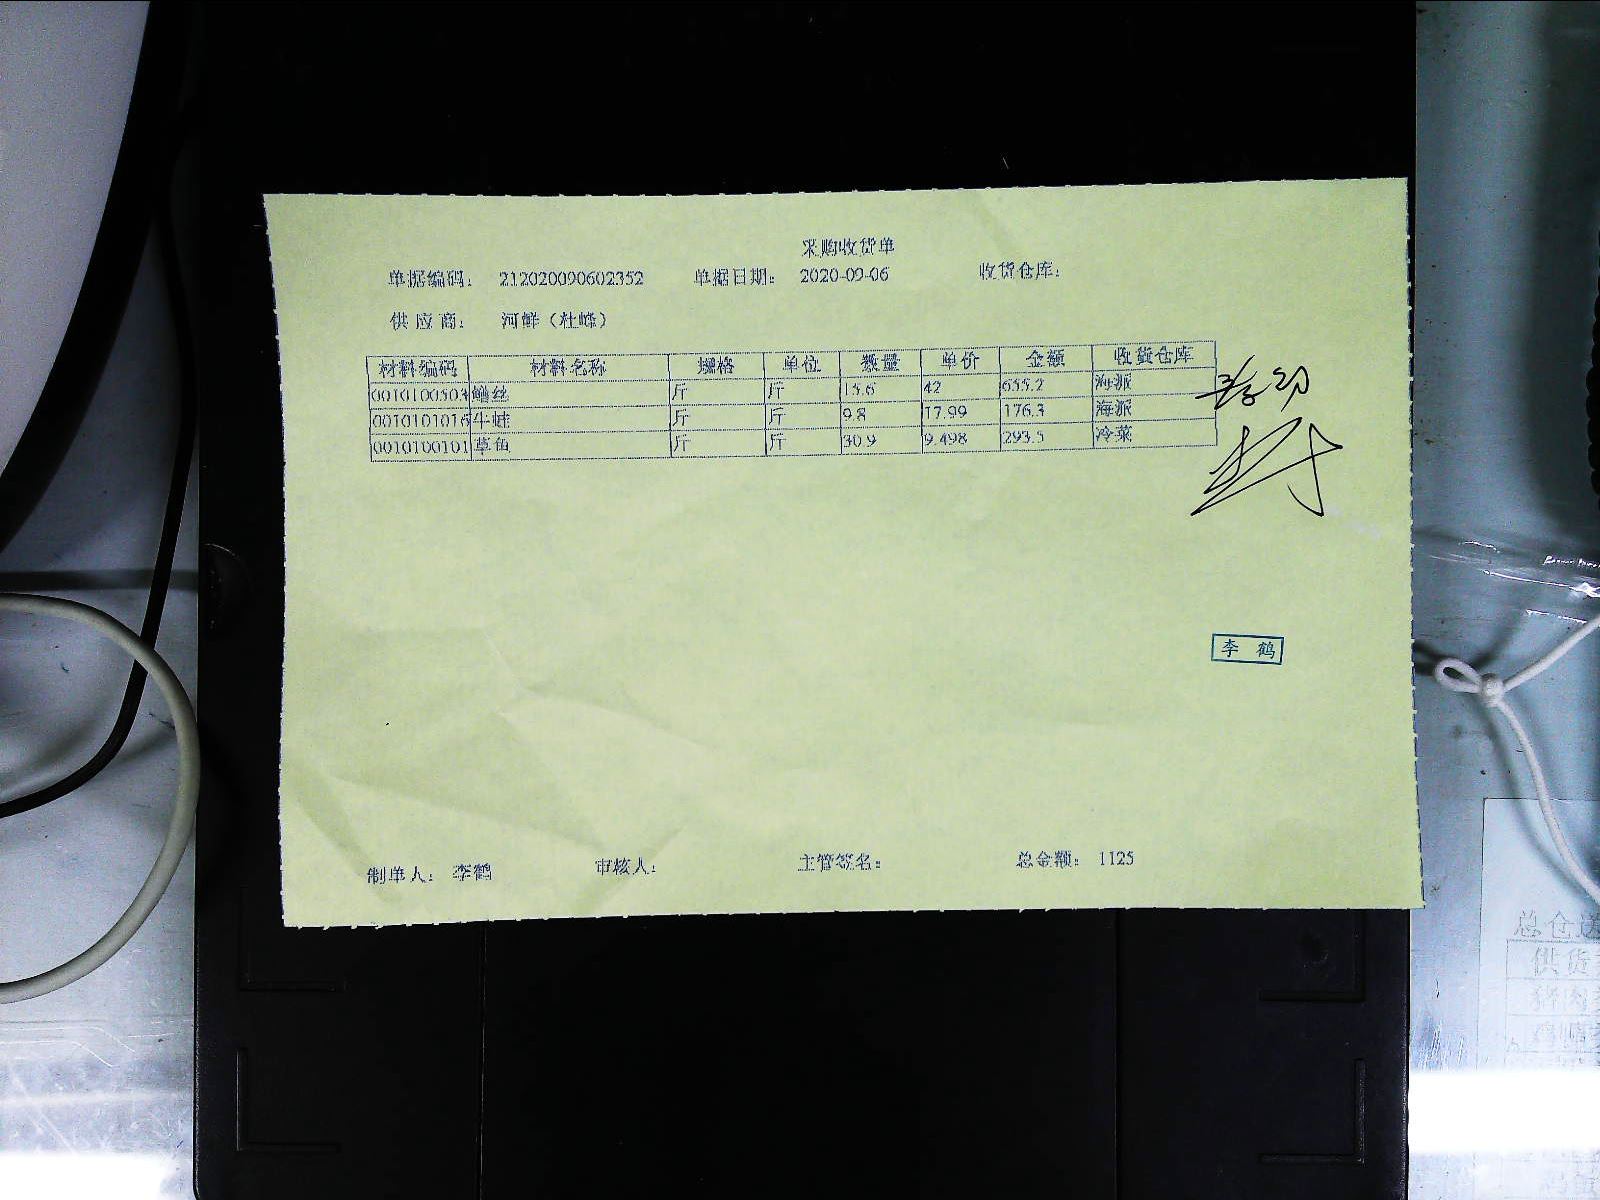 采购收货单
单据编码： 212020090602352 单据日期： 2020-09-06 收货仓库：
供 应 商： 河鲜（杜峰）
材料编码 材料名称 规格 单位 数量 单价 金额 收货仓库
0010100503 鳝丝 斤 斤 15.6 42 655.2 海派
0010101016 牛蛙 斤 斤 9.8 17.99 176.3 海派
0010100101 草鱼 斤 斤 30.9 9.498 293.5 冷菜
李 鹤
制单人： 李鹤 审核人： 主管签名： 总金额： 1125
总仓送
供货